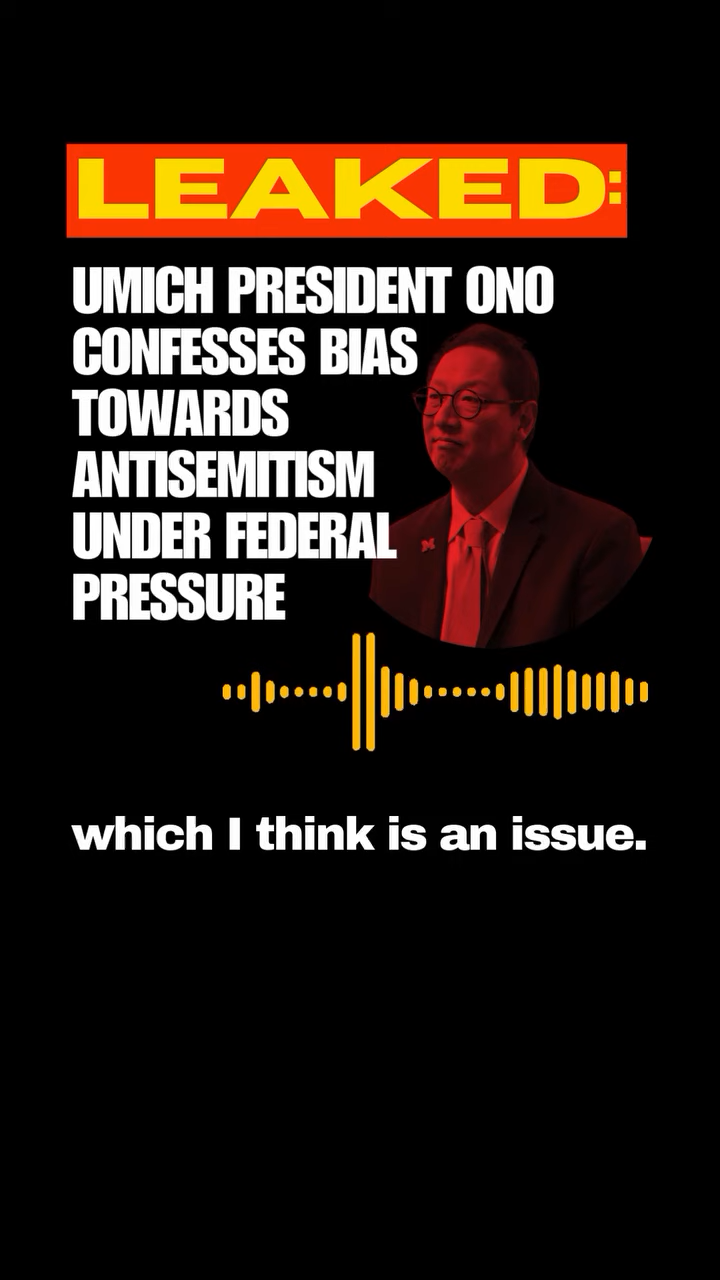 LEAKED:
UMICH PRESIDENT ONO
CONFESSES BIAS
TOWARDS
ANTISEMITISM
UNDER FEDERAL
PRESSURE
which I think is an issue.